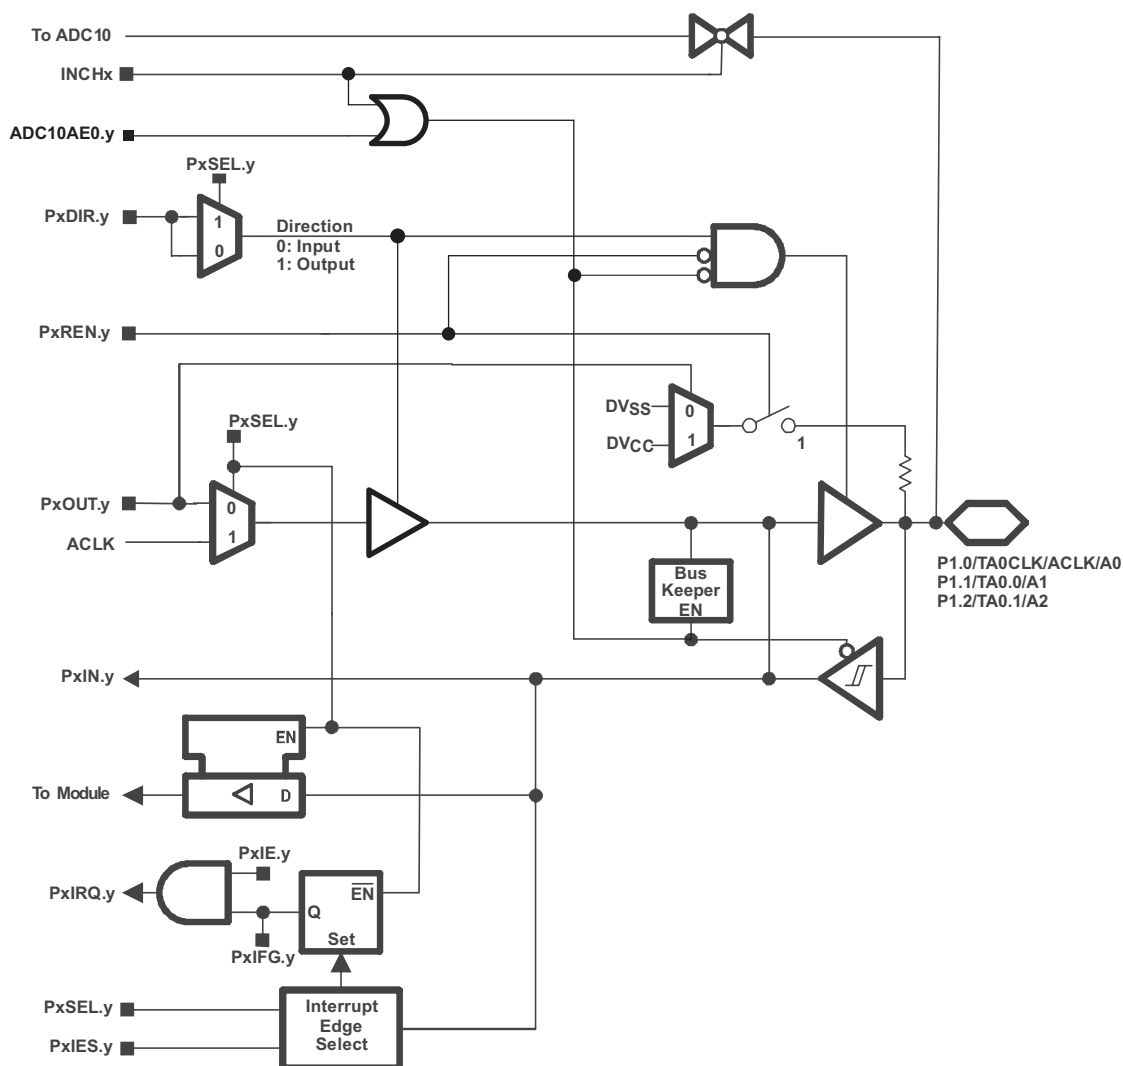 To ADC10
INCHx
ADC10AE0.y
PxSEL.y
PxDIR.y
1
0
Direction
0: Input
1: Output
PxREN.y
DVSS
DVCC
0
1
1
PxSEL.y
PxOUT.y
ACLK
0
1
Bus
Keeper
EN
P1.0/TA0CLK/ACLK/A0
P1.1/TA0.0/A1
P1.2/TA0.1/A2
PxIN.y
EN
To Module
D
PxIE.y
PxIRQ.y
EN
Q
Set
PxIFG.y
PxSEL.y
PxIES.y
Interrupt
Edge
Select